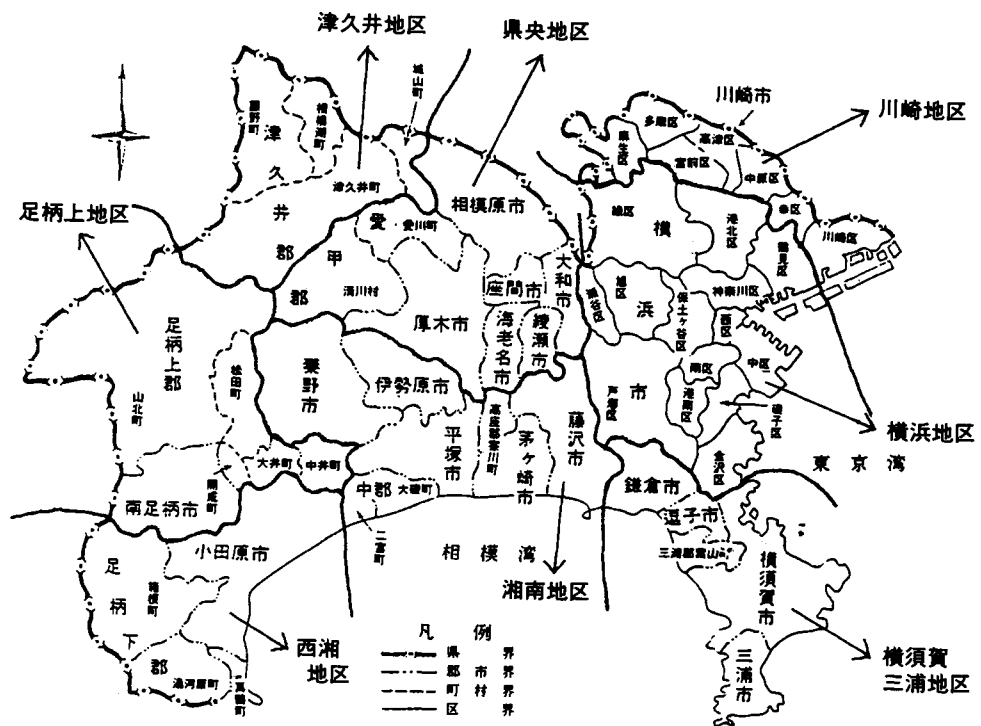 津久井地区
県央地区
城山町
川崎市
川崎地区
藤野町
津久井郡
相模湖町
津久井町
多摩区
麻生区
高津区
宮前区
中原区
幸区
川崎区
足柄上地区
相模原市
緑区
横浜市
港北区
鶴見区
愛甲郡
愛川町
清川村
大和市
座間市
厚木市
海老名市
綾瀬市
瀬谷区
旭区
保土ヶ谷区
神奈川区
西区
中区
南区
港南区
磯子区
戸塚区
金沢区
足柄上郡
山北町
松田町
秦野市
伊勢原市
高座郡寒川町
平塚市
茅ヶ崎市
藤沢市
横浜地区
東京湾
大井町
中井町
開成町
南足柄市
中郡
大磯町
二宮町
鎌倉市
逗子市
三浦郡葉山町
小田原市
相模湾
湘南地区
横須賀市
足柄下郡
箱根町
湯河原町
真鶴町
西湘
地区
三浦市
横須賀
三浦地区
凡例
県界
郡市界
町村界
区界